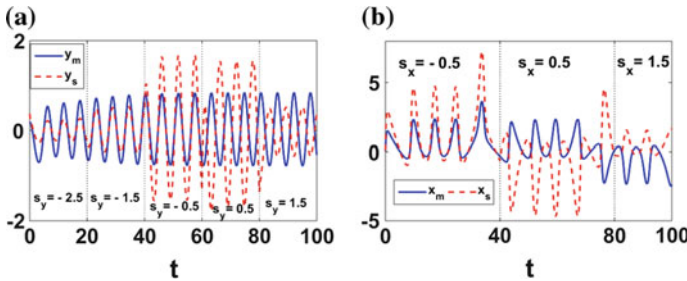 (a)
2
0
-2
y_m
y_s
s_y = - 2.5
s_y = - 1.5
s_y = - 0.5
s_y = 0.5
s_y = 1.5
0 20 40 60 80 100
t
(b)
5
0
-5
s_x = - 0.5
s_x = 0.5
s_x = 1.5
x_m
x_s
0 40 80 100
t